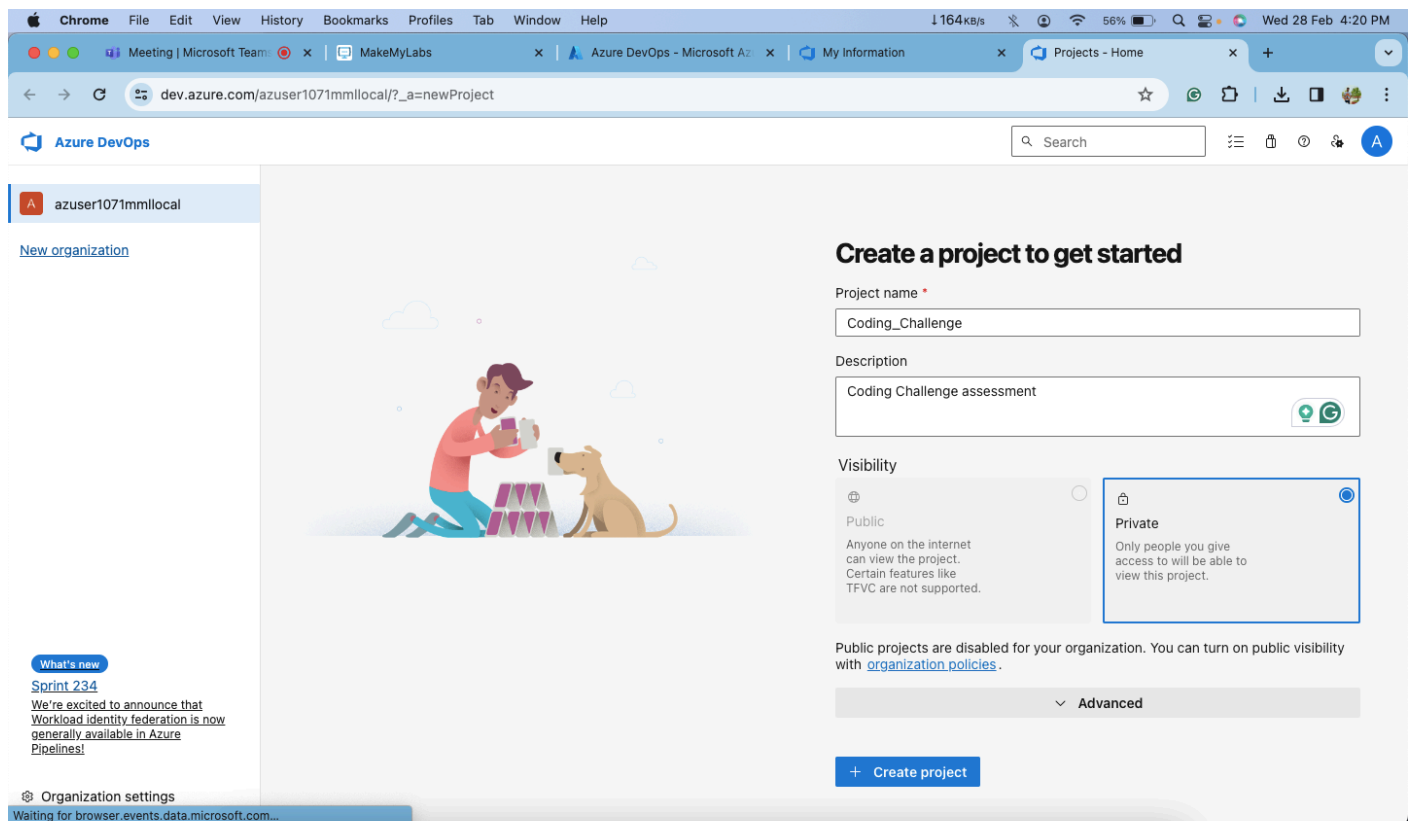 Chrome File Edit View History Bookmarks Profiles Tab Window Help ↓164KB/s 56% Wed 28 Feb 4:20 PM
Meeting | Microsoft Teams MakeMyLabs Azure DevOps - Microsoft Az My Information Projects - Home
dev.azure.com/azuser1071mmllocal/?_a=newProject
Azure DevOps Search A
A azuser1071mmllocal
New organization
Create a project to get started
Project name *
Coding_Challenge
Description
Coding Challenge assessment
Visibility
Public
Anyone on the internet
can view the project.
Certain features like
TFVC are not supported.
Private
Only people you give
access to will be able to
view this project.
Public projects are disabled for your organization. You can turn on public visibility
with organization policies.
Advanced
+ Create project
What's new
Sprint 234
We're excited to announce that
Workload identity federation is now
generally available in Azure
Pipelines!
Organization settings
Waiting for browser.events.data.microsoft.com...